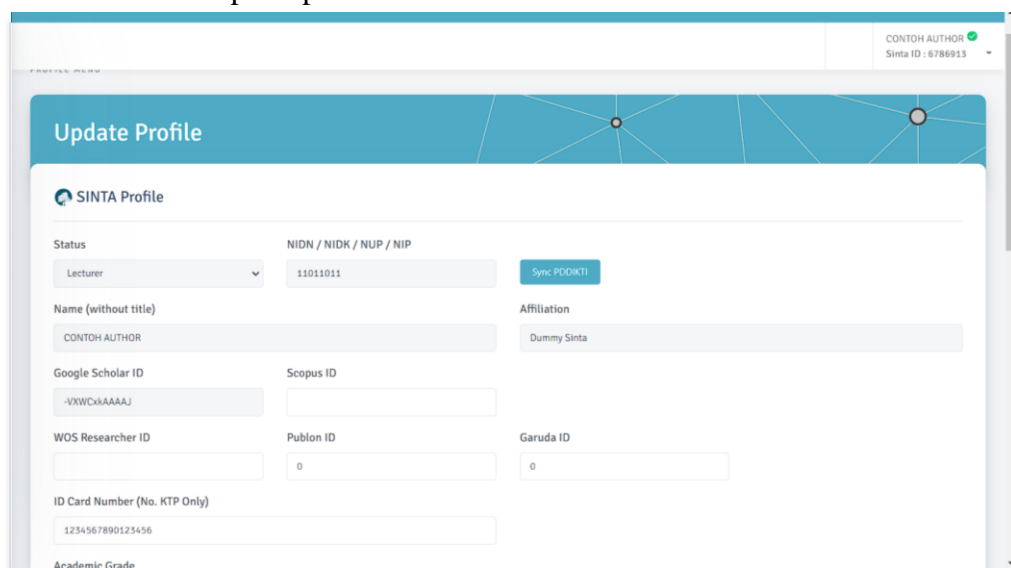 CONTOH AUTHOR
Sinta ID : 6786913
PROFILE MENU
Update Profile
SINTA Profile
Status NIDN / NIDK / NUP / NIP
Lecturer 11011011 Sync PDDIKTI
Name (without title) Affiliation
CONTOH AUTHOR Dummy Sinta
Google Scholar ID Scopus ID
-VXWCxkAAAAJ
WOS Researcher ID Publon ID Garuda ID
0 0
ID Card Number (No. KTP Only)
1234567890123456
Academic Grade